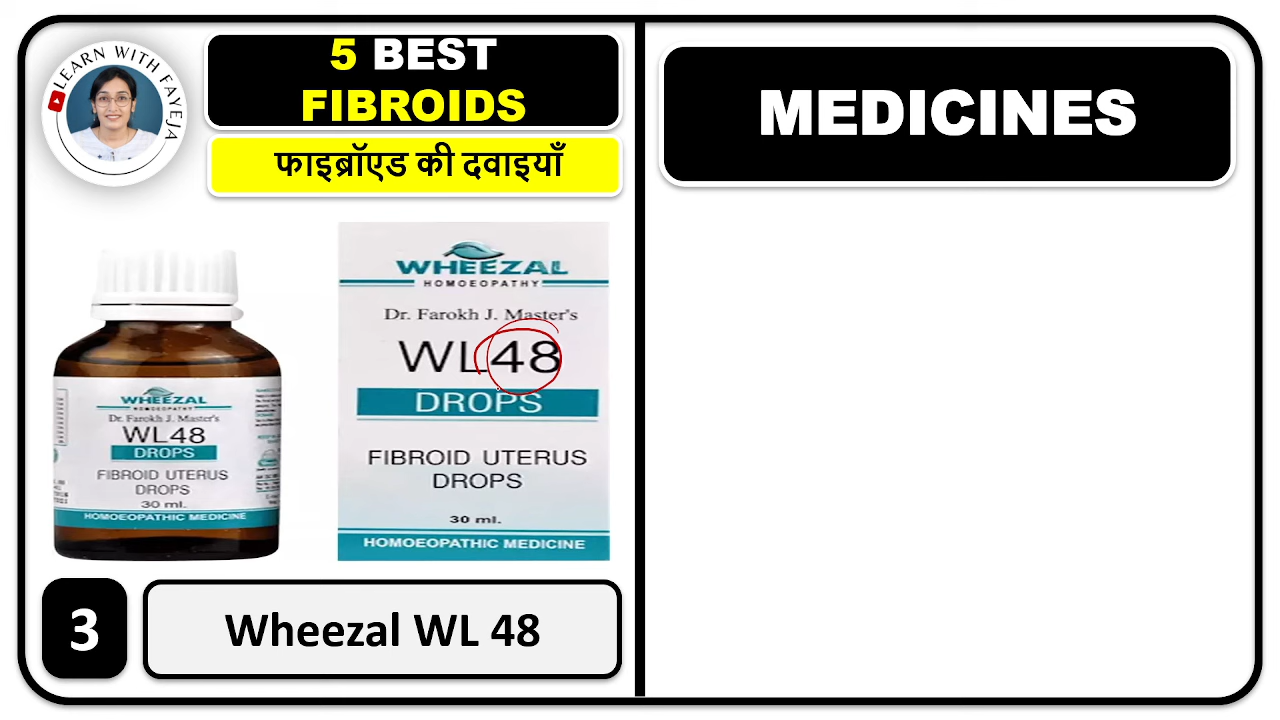 LEARN WITH FAYEJA
5 BEST
FIBROIDS
फाइब्रॉएड की दवाइयाँ
MEDICINES
WHEEZAL
HOMOEOPATHY
Dr. Farokh J. Master's
WL48
DROPS
FIBROID UTERUS
DROPS
30 ml.
HOMOEOPATHIC MEDICINE
WHEEZAL
HOMOEOPATHY
Dr. Farokh J. Master's
WL48
DROPS
FIBROID UTERUS
DROPS
30 ml.
HOMOEOPATHIC MEDICINE
3
Wheezal WL 48